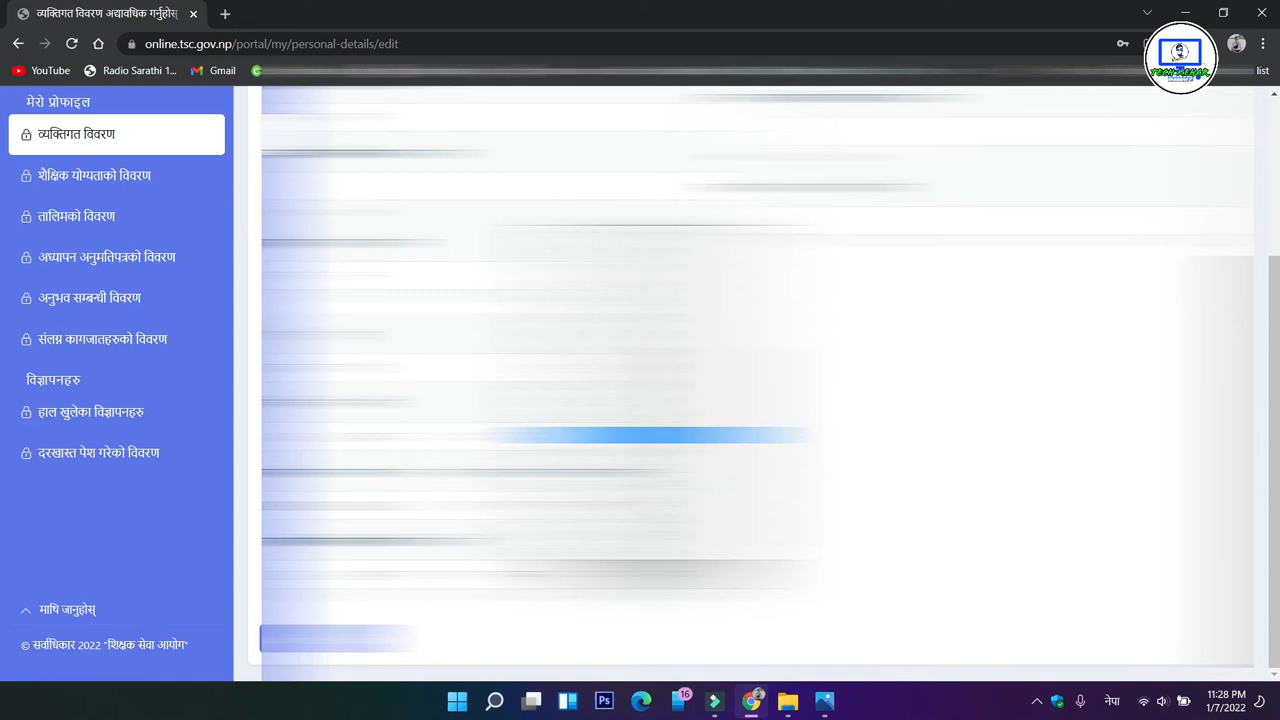 व्यक्तिगत विवरण अद्यावधिक गर्नुहोस्
online.tsc.gov.np/portal/my/personal-details/edit
YouTube
Radio Sarathi 1...
Gmail
list
मेरो प्रोफाइल
व्यक्तिगत विवरण
शैक्षिक योग्यताको विवरण
तालिमको विवरण
अध्यापन अनुमतिपत्रको विवरण
अनुभव सम्बन्धी विवरण
संलग्न कागजातहरुको विवरण
विज्ञापनहरु
हाल खुलेका विज्ञापनहरु
दरखास्त पेश गरेको विवरण
माथि जानुहोस्
© सर्वाधिकार 2022 "शिक्षक सेवा आयोग"
Ps
16
नेपा
11:28 PM
1/7/2022